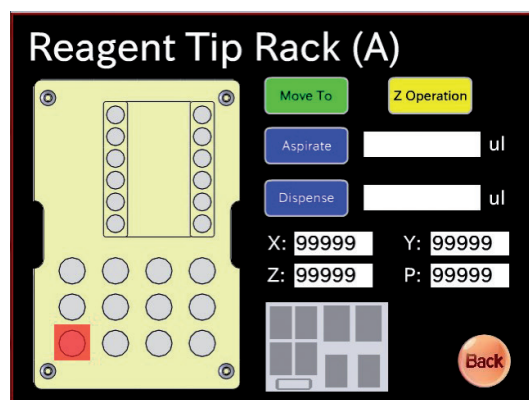 Reagent Tip Rack (A)
Move To
Z Operation
Aspirate ul
Dispense ul
X: 99999 Y: 99999
Z: 99999 P: 99999
Back